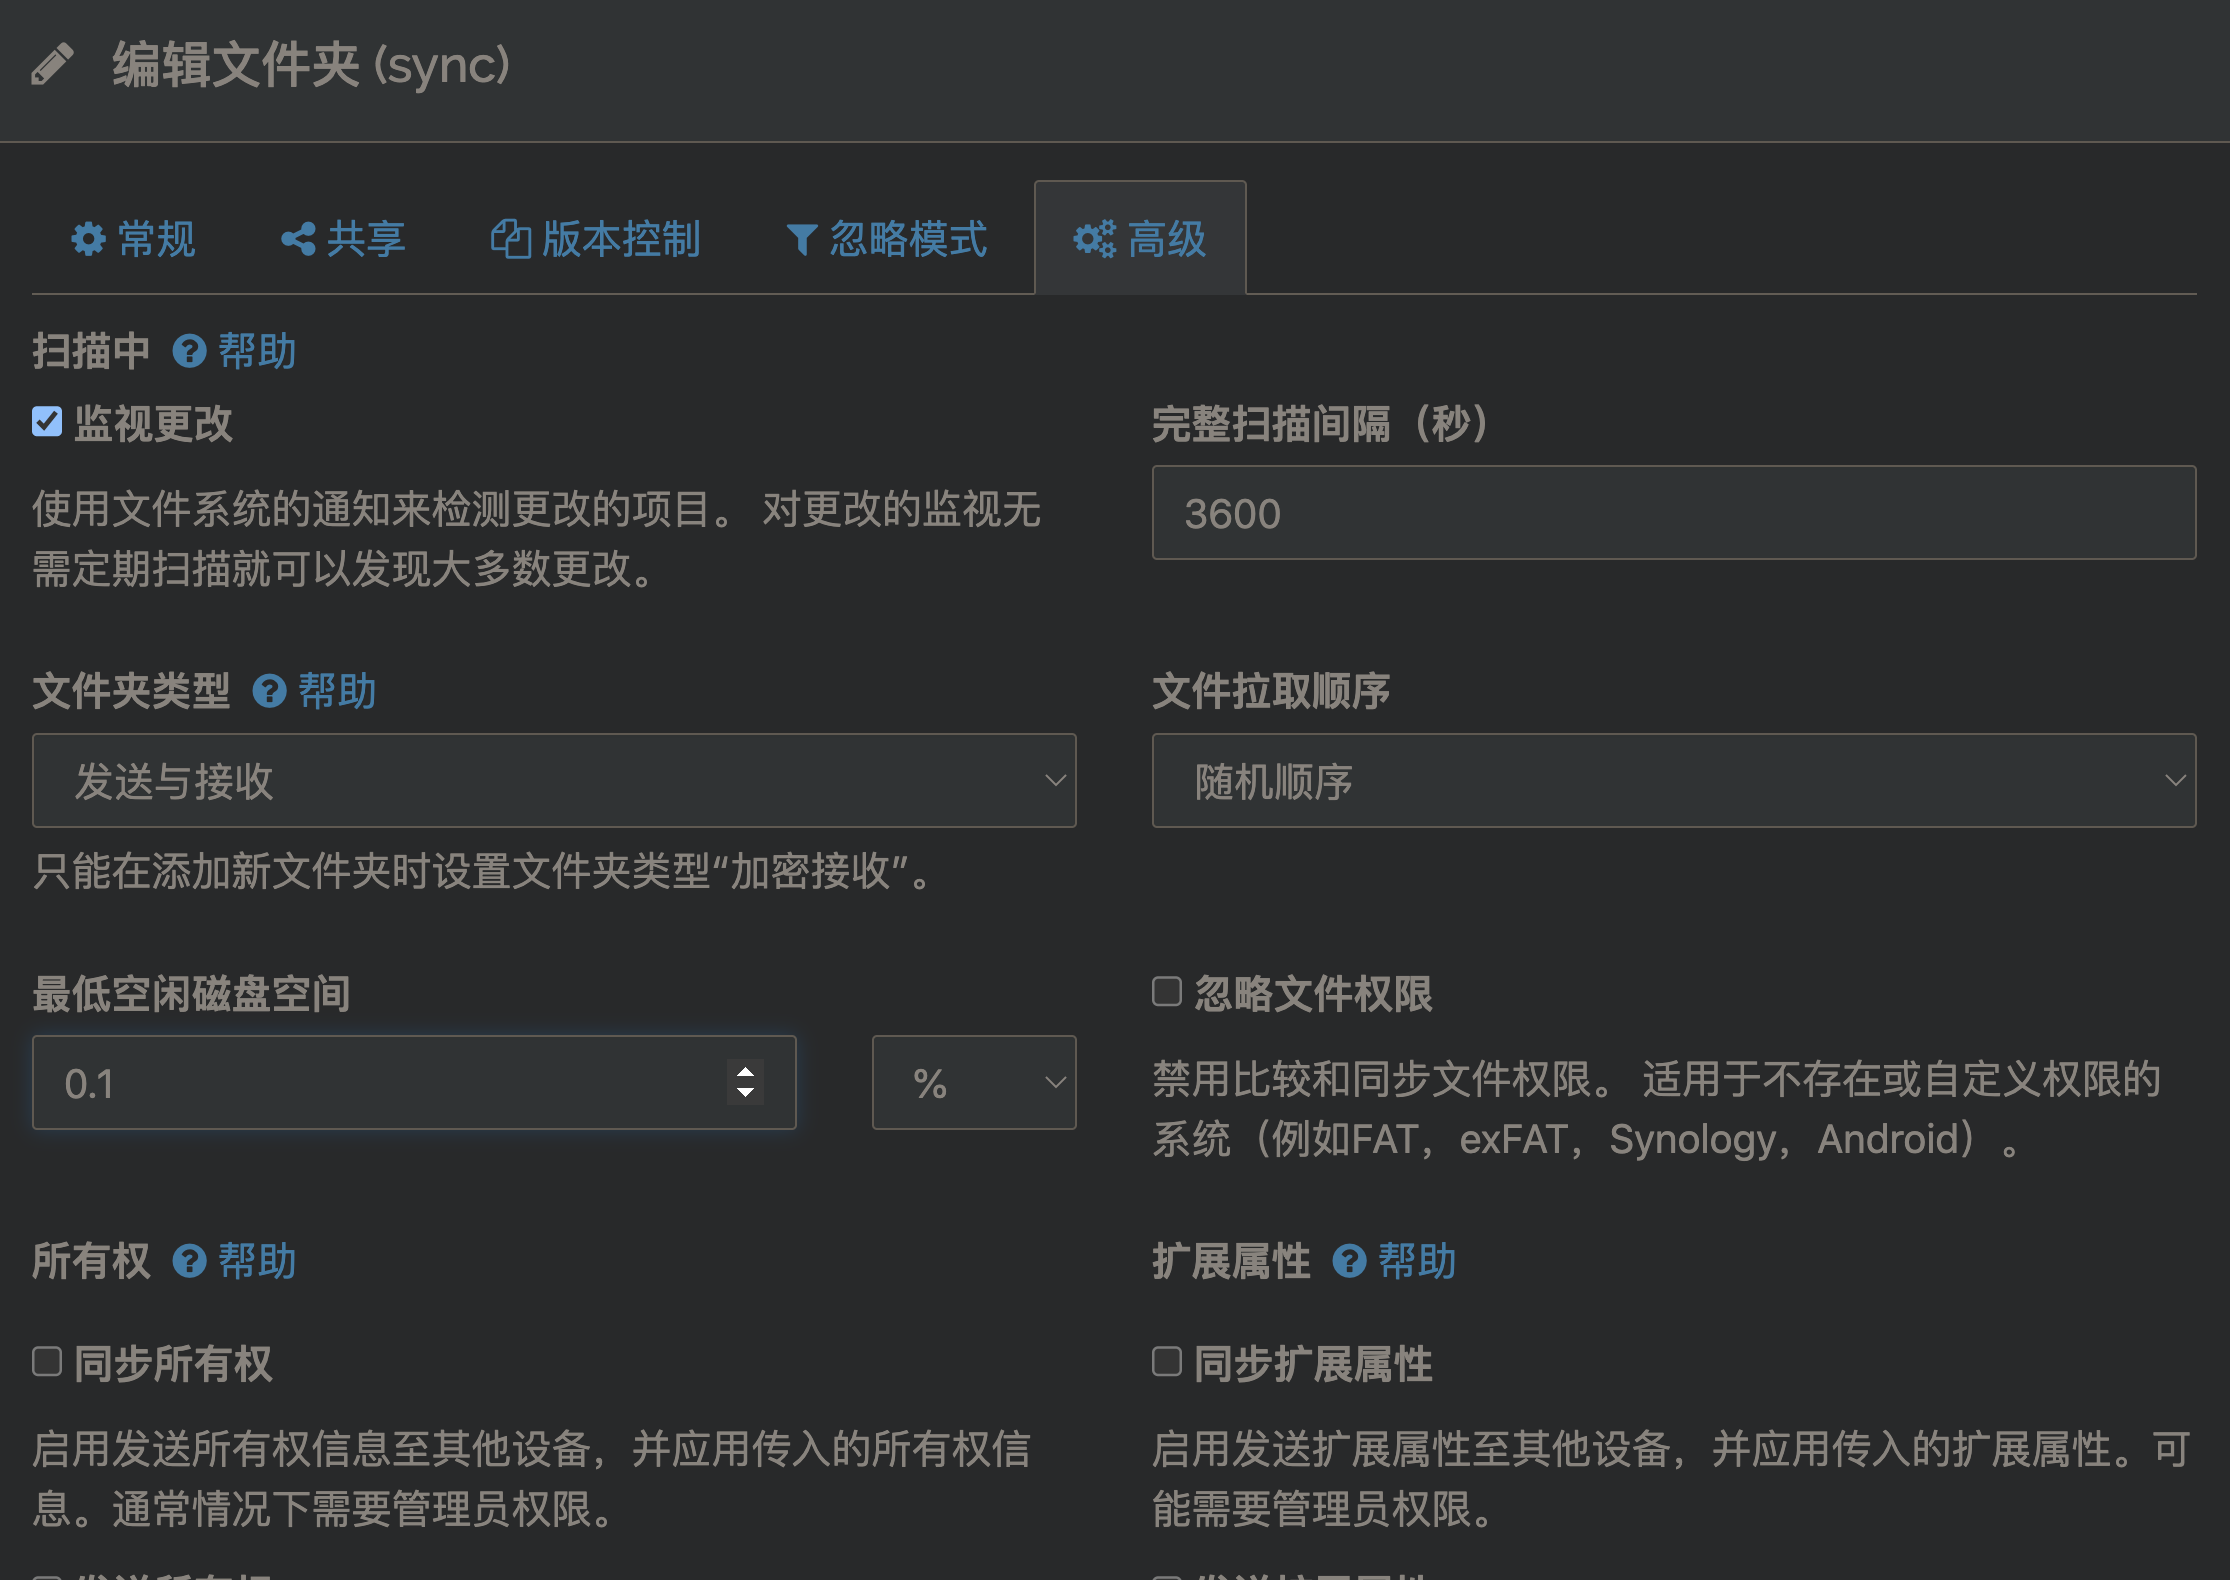 编辑文件夹 (sync)
常规 共享 版本控制 忽略模式 高级
扫描中 帮助
监视更改
使用文件系统的通知来检测更改的项目。 对更改的监视无
需定期扫描就可以发现大多数更改。
完整扫描间隔（秒）
3600
文件夹类型 帮助
发送与接收
只能在添加新文件夹时设置文件夹类型“加密接收”。
文件拉取顺序
随机顺序
最低空闲磁盘空间
0.1 %
忽略文件权限
禁用比较和同步文件权限。 适用于不存在或自定义权限的
系统（例如FAT，exFAT，Synology，Android）。
所有权 帮助
同步所有权
启用发送所有权信息至其他设备，并应用传入的所有权信
息。通常情况下需要管理员权限。
扩展属性 帮助
同步扩展属性
启用发送扩展属性至其他设备，并应用传入的扩展属性。可
能需要管理员权限。